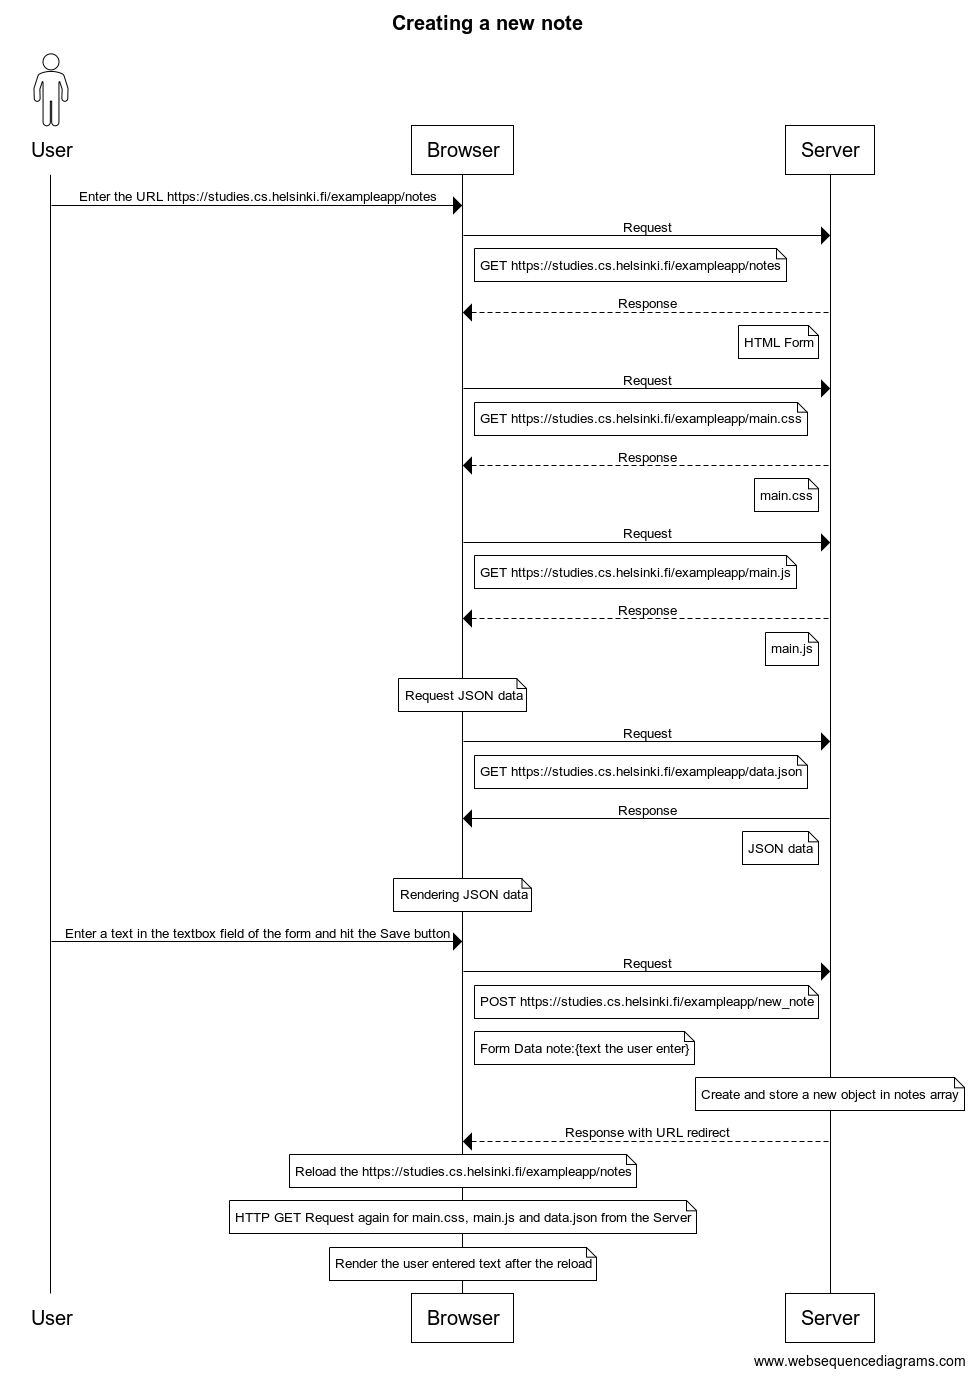 Creating a new note
User
Browser
Server
Enter the URL https://studies.cs.helsinki.fi/exampleapp/notes
Request
GET https://studies.cs.helsinki.fi/exampleapp/notes
Response
HTML Form
Request
GET https://studies.cs.helsinki.fi/exampleapp/main.css
Response
main.css
Request
GET https://studies.cs.helsinki.fi/exampleapp/main.js
Response
main.js
Request JSON data
Request
GET https://studies.cs.helsinki.fi/exampleapp/data.json
Response
JSON data
Rendering JSON data
Enter a text in the textbox field of the form and hit the Save button
Request
POST https://studies.cs.helsinki.fi/exampleapp/new_note
Form Data note:{text the user enter}
Create and store a new object in notes array
Response with URL redirect
Reload the https://studies.cs.helsinki.fi/exampleapp/notes
HTTP GET Request again for main.css, main.js and data.json from the Server
Render the user entered text after the reload
User
Browser
Server
www.websequencediagrams.com